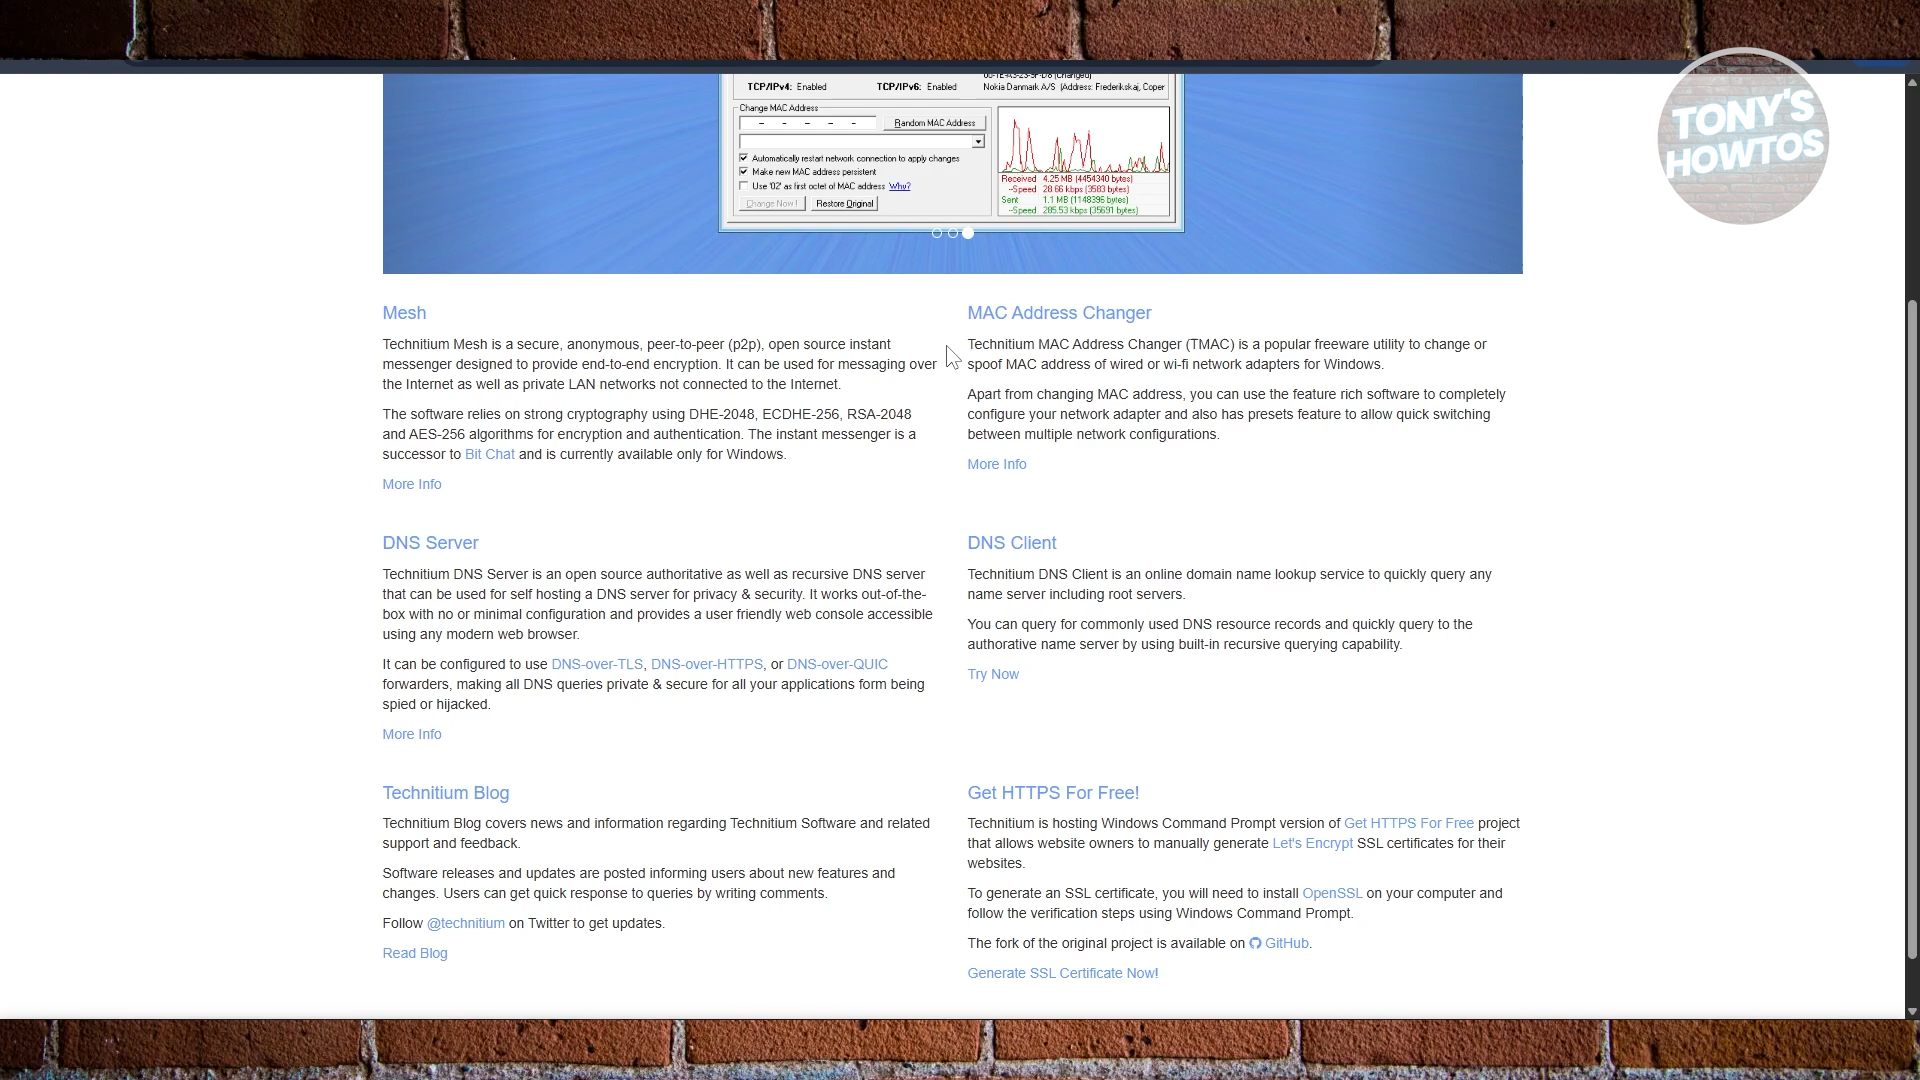 TCP/IPv4: Enabled TCP/IPv6: Enabled
Nokia Danmark A/S (Address: Frederikskaj, Coper
Change MAC Address
Random MAC Address
Automatically restart network connection to apply changes
Make new MAC address persistent
Use '02' as first octet of MAC address Why?
Change Now ! Restore Original
Received 4.25 MB (4454340 bytes)
--Speed 28.66 kbps (3583 bytes)
Sent 1.1 MB (1148396 bytes)
--Speed 285.53 kbps (35691 bytes)
TONY'S
HOWTOS
Mesh
Technitium Mesh is a secure, anonymous, peer-to-peer (p2p), open source instant
messenger designed to provide end-to-end encryption. It can be used for messaging over
the Internet as well as private LAN networks not connected to the Internet.
The software relies on strong cryptography using DHE-2048, ECDHE-256, RSA-2048
and AES-256 algorithms for encryption and authentication. The instant messenger is a
successor to Bit Chat and is currently available only for Windows.
More Info
MAC Address Changer
Technitium MAC Address Changer (TMAC) is a popular freeware utility to change or
spoof MAC address of wired or wi-fi network adapters for Windows.
Apart from changing MAC address, you can use the feature rich software to completely
configure your network adapter and also has presets feature to allow quick switching
between multiple network configurations.
More Info
DNS Server
Technitium DNS Server is an open source authoritative as well as recursive DNS server
that can be used for self hosting a DNS server for privacy & security. It works out-of-the-
box with no or minimal configuration and provides a user friendly web console accessible
using any modern web browser.
It can be configured to use DNS-over-TLS, DNS-over-HTTPS, or DNS-over-QUIC
forwarders, making all DNS queries private & secure for all your applications form being
spied or hijacked.
More Info
DNS Client
Technitium DNS Client is an online domain name lookup service to quickly query any
name server including root servers.
You can query for commonly used DNS resource records and quickly query to the
authorative name server by using built-in recursive querying capability.
Try Now
Technitium Blog
Technitium Blog covers news and information regarding Technitium Software and related
support and feedback.
Software releases and updates are posted informing users about new features and
changes. Users can get quick response to queries by writing comments.
Follow @technitium on Twitter to get updates.
Read Blog
Get HTTPS For Free!
Technitium is hosting Windows Command Prompt version of Get HTTPS For Free project
that allows website owners to manually generate Let's Encrypt SSL certificates for their
websites.
To generate an SSL certificate, you will need to install OpenSSL on your computer and
follow the verification steps using Windows Command Prompt.
The fork of the original project is available on GitHub.
Generate SSL Certificate Now!